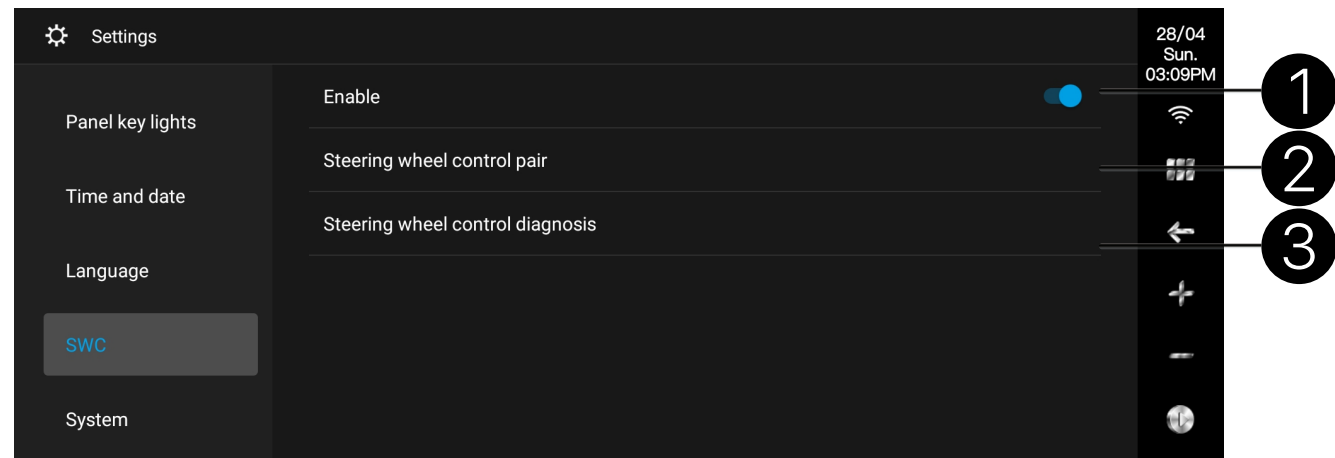 Settings
28/04
Sun.
03:09PM
Panel key lights
Time and date
Language
SWC
System
Enable
Steering wheel control pair
Steering wheel control diagnosis
1
2
3